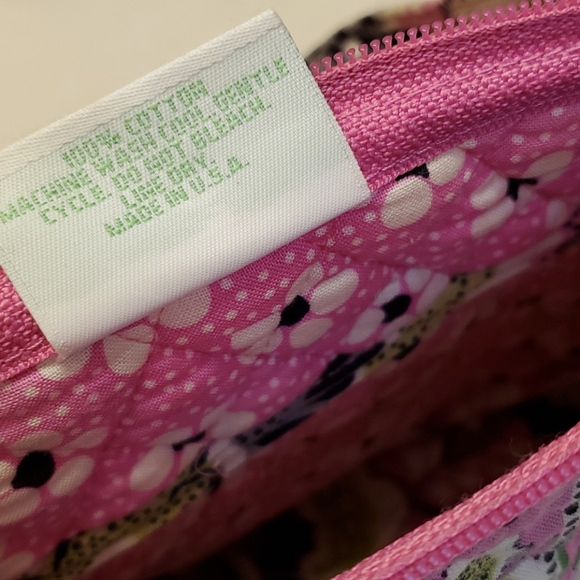 100% COTTON
MACHINE WASH COOL GENTLE
CYCLE. DO NOT BLEACH.
LINE DRY.
MADE IN U.S.A.